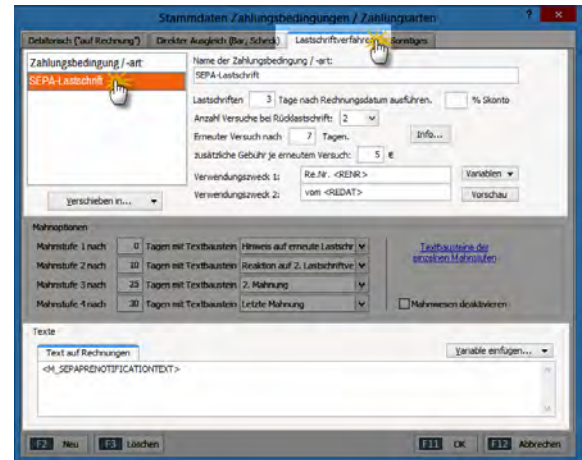 Stammdaten Zahlungsbedingungen / Zahlungsarten ? ×
Debitorisch ("auf Rechnung") Direkter Ausgleich (Bar, Scheck) Lastschriftverfahren Sonstiges
Zahlungsbedingung / -art
SEPA-Lastschrift
Verschieben in...
Name der Zahlungsbedingung / -art:
SEPA-Lastschrift
Lastschriften 3 Tage nach Rechnungsdatum ausführen. % Skonto
Anzahl Versuche bei Rücklastschrift: 2
Erneuter Versuch nach 7 Tagen. Info...
zusätzliche Gebühr je erneutem Versuch: 5 €
Verwendungszweck 1: Re.Nr. <RENR> Variablen
Verwendungszweck 2: vom <REDAT> Vorschau
Mahnoptionen
Mahnstufe 1 nach 0 Tagen mit Textbaustein Hinweis auf erneute Lastschr
Mahnstufe 2 nach 10 Tagen mit Textbaustein Reaktion auf 2. Lastschriftve
Mahnstufe 3 nach 25 Tagen mit Textbaustein 2. Mahnung
Mahnstufe 4 nach 30 Tagen mit Textbaustein Letzte Mahnung
Textbausteine der
einzelnen Mahnstufen
Mahnwesen deaktivieren
Texte
Text auf Rechnungen Variable einfügen...
<M_SEPAPRENOTIFICATIONTEXT>
F2 Neu F3 Löschen F11 OK F12 Abbrechen